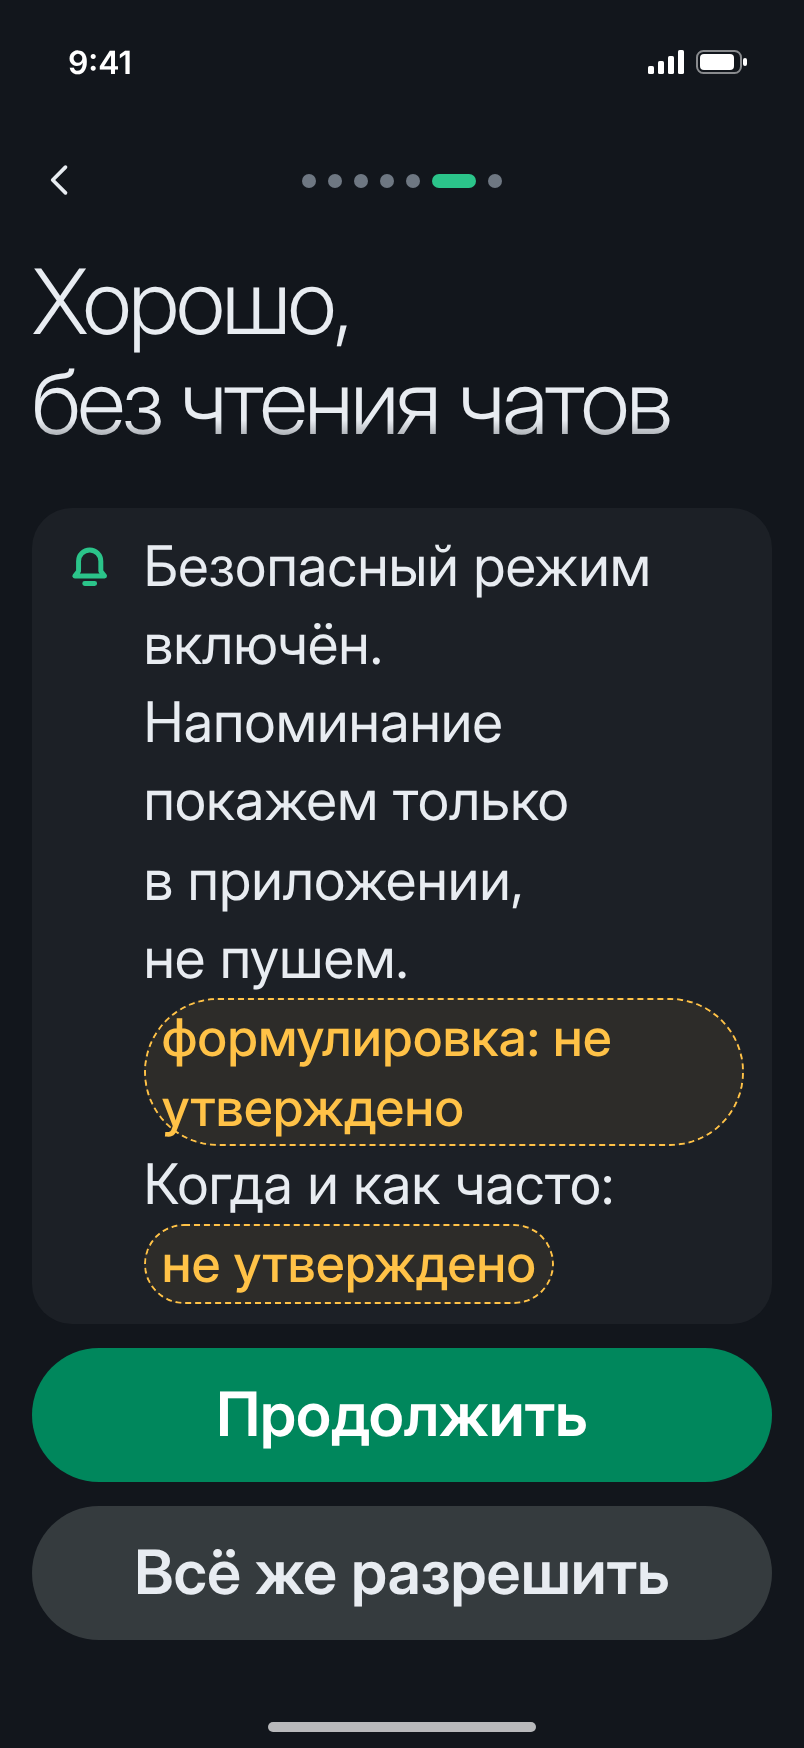 9:41
Хорошо,
без чтения чатов
Безопасный режим
включён.
Напоминание
покажем только
в приложении,
не пушем.
формулировка: не
утверждено
Когда и как часто:
не утверждено
Продолжить
Всё же разрешить